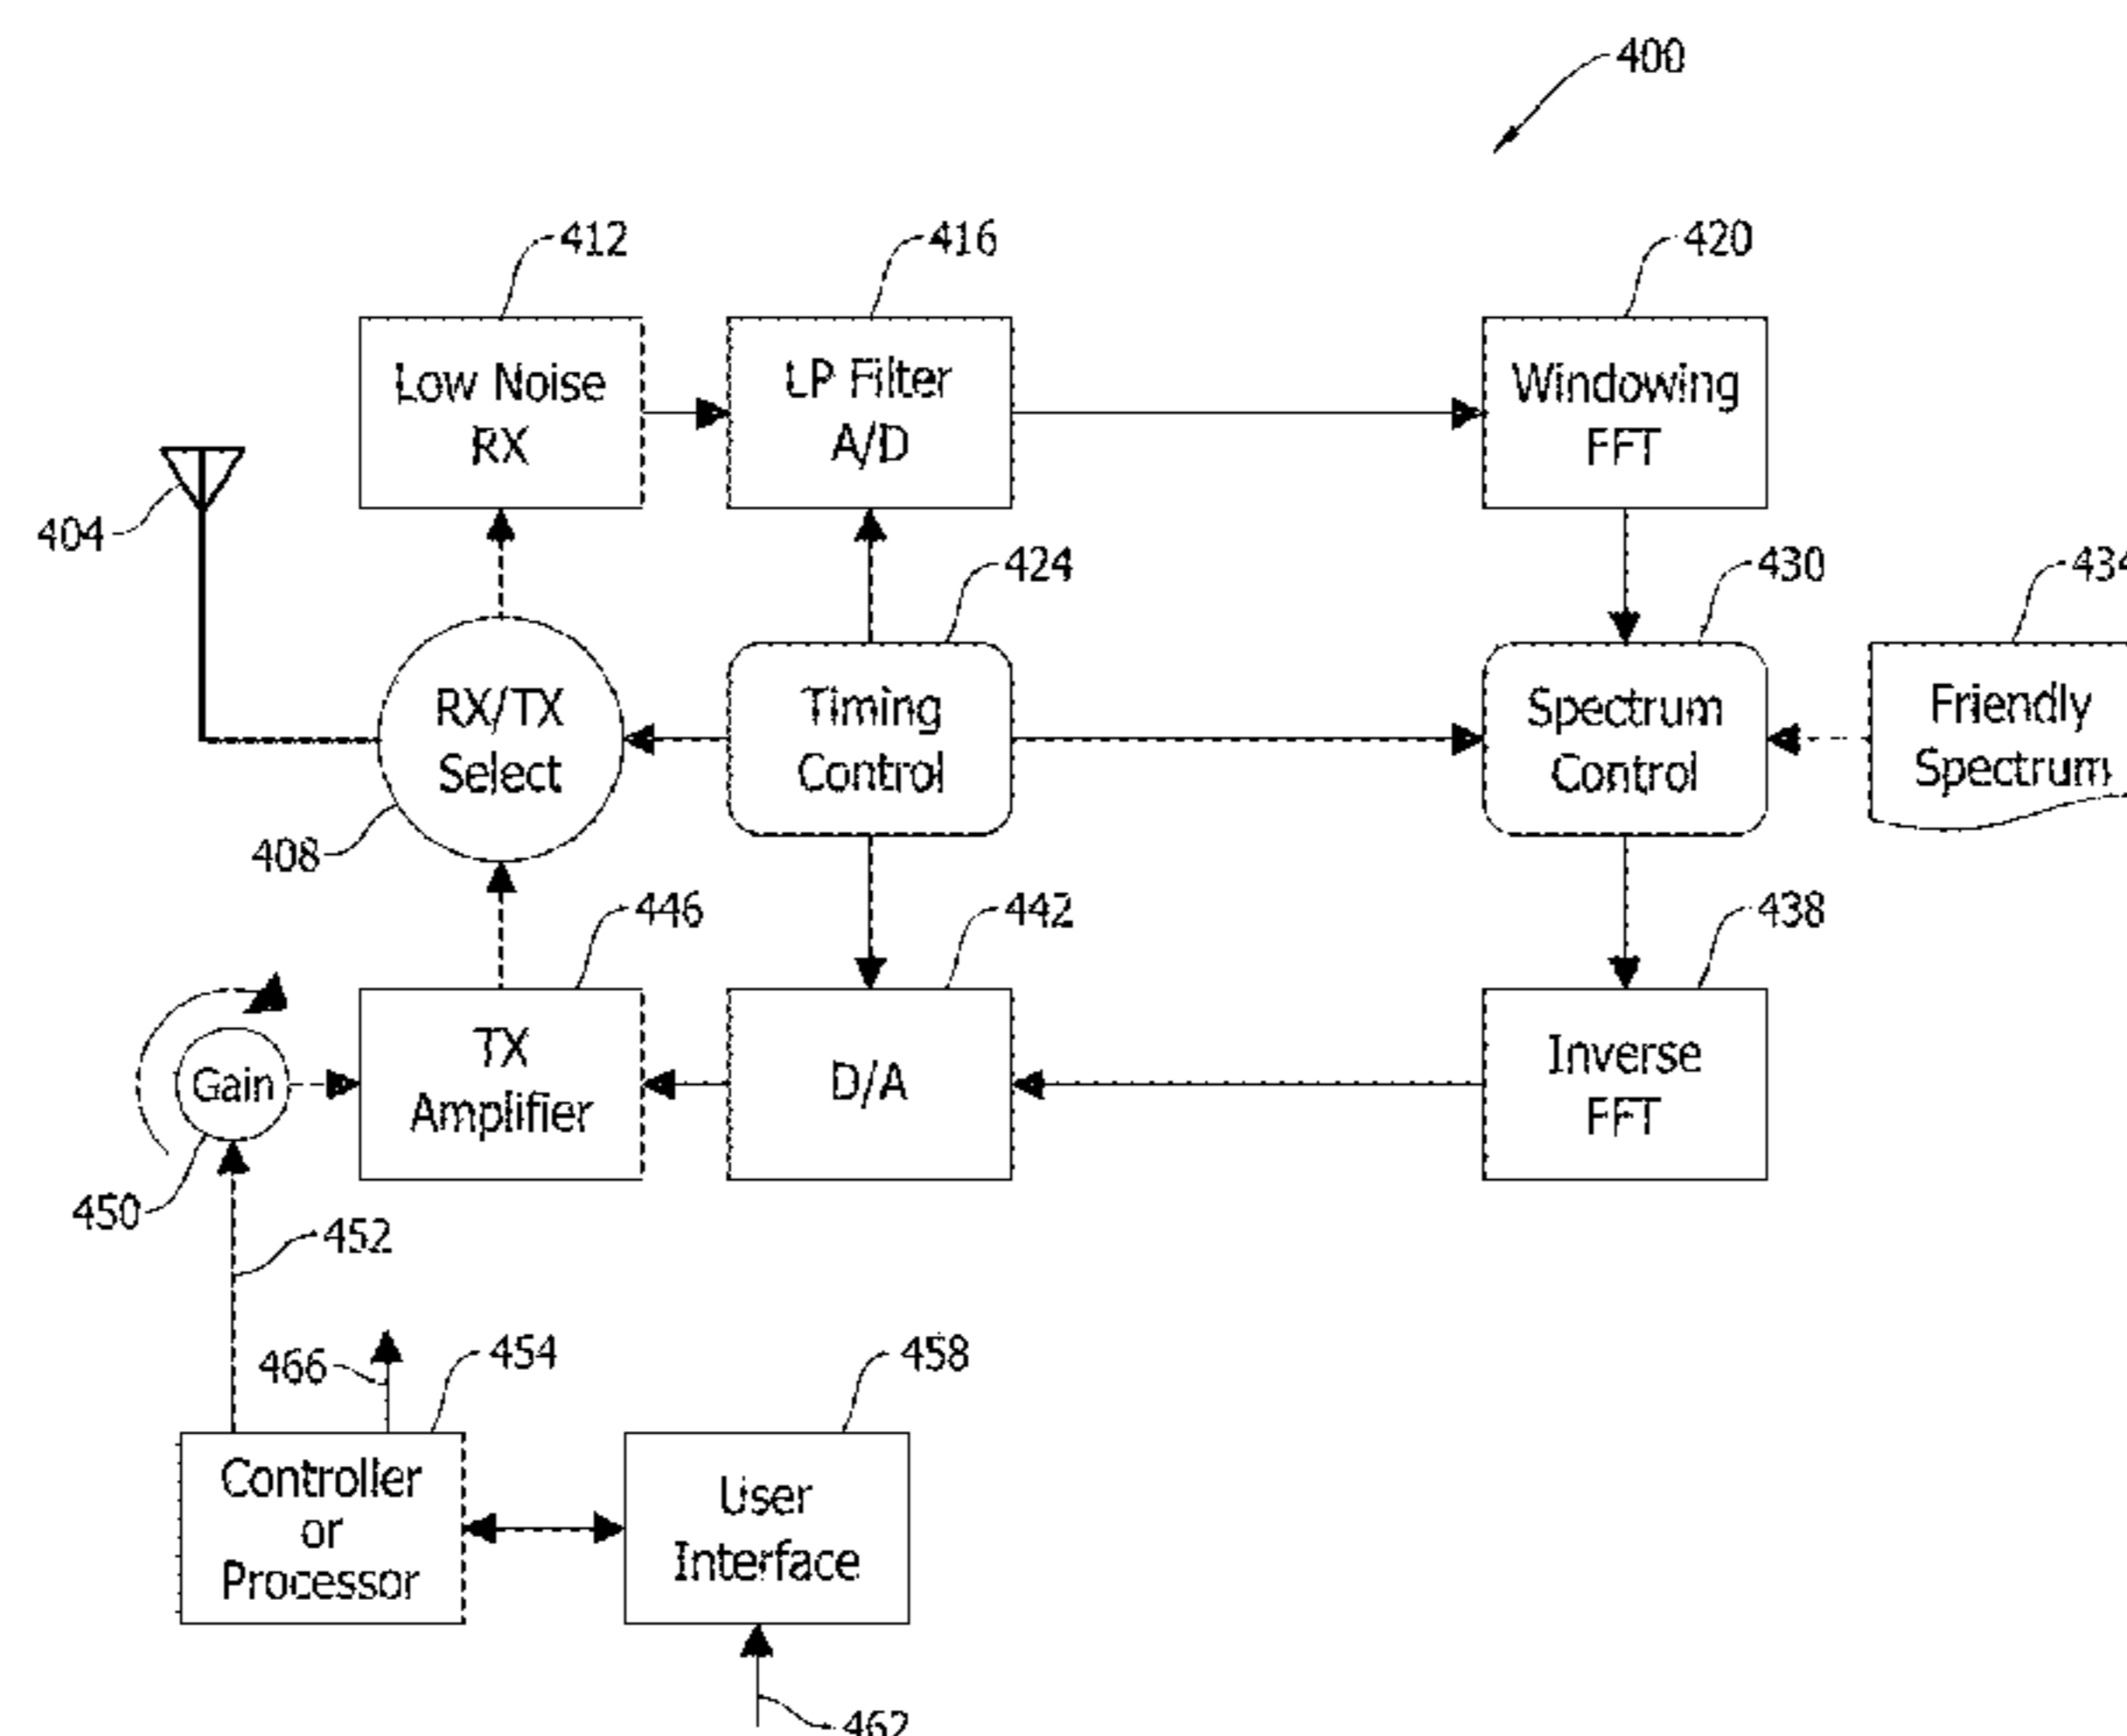 400
412
416
420
Low Noise
RX
LP Filter
A/D
Windowing
FFT
404
424
430
434
RX/TX
Select
Timing
Control
Spectrum
Control
Friendly
Spectrum
408
446
442
438
Gain
TX
Amplifier
D/A
Inverse
FFT
450
452
466
454
458
Controller
or
Processor
User
Interface
462